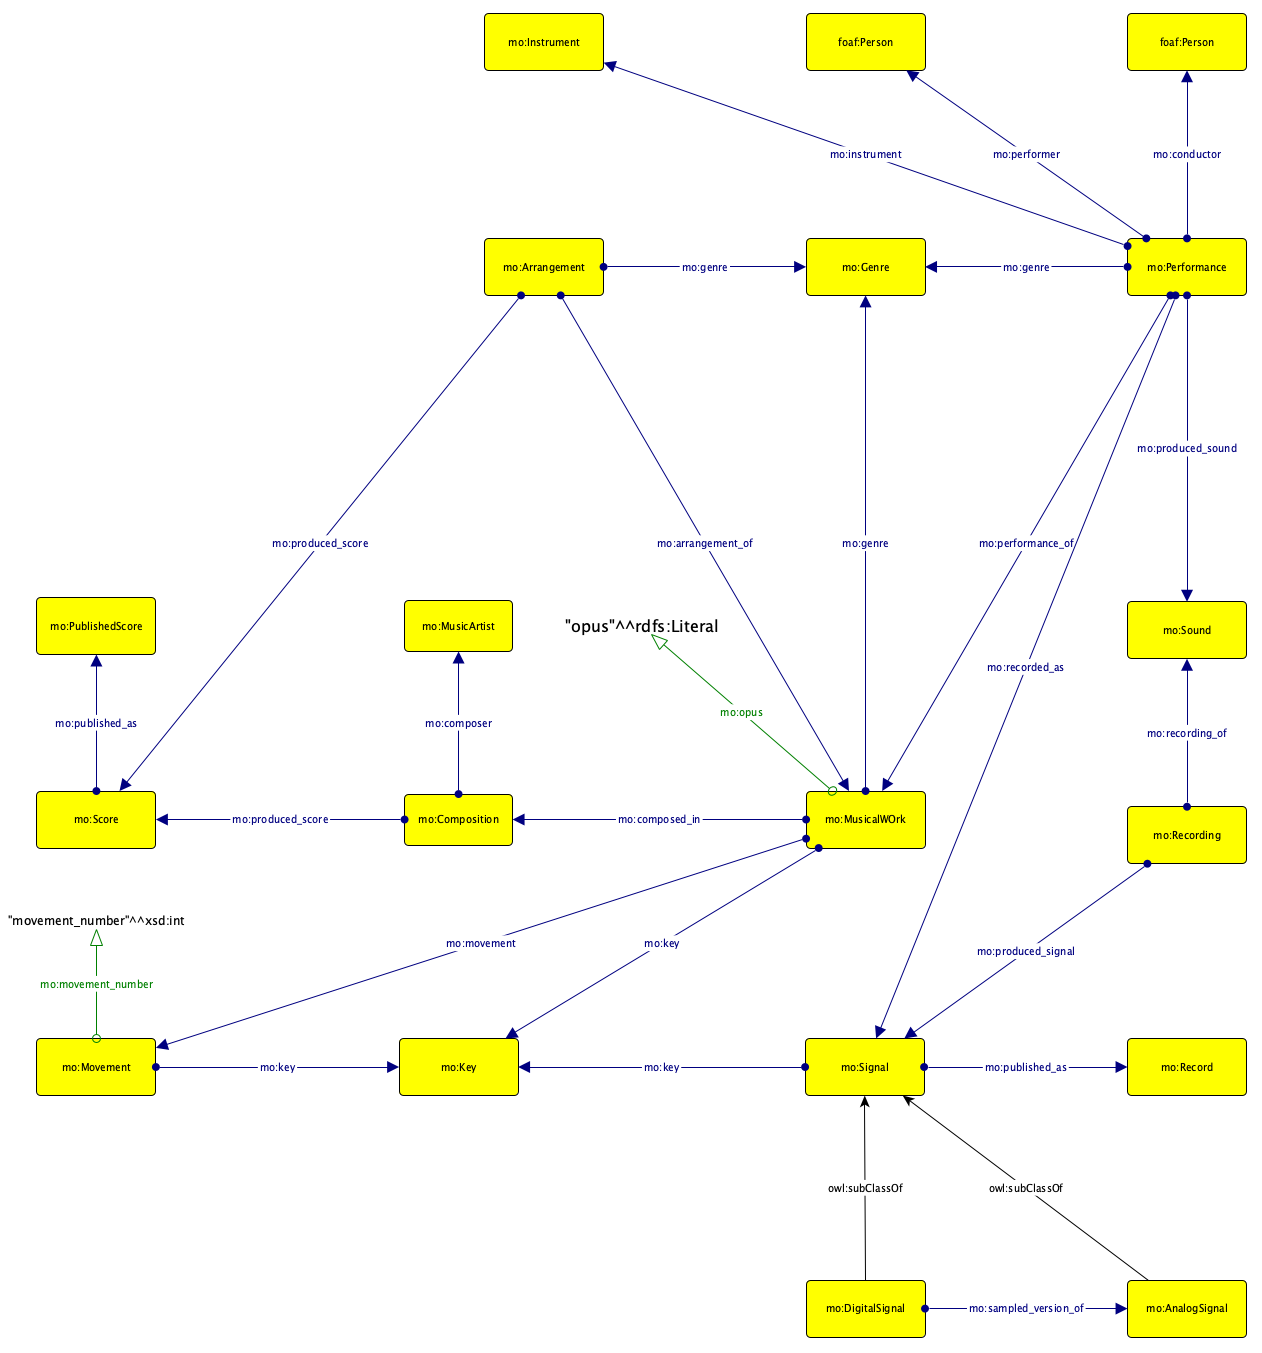 mo:Instrument
foaf:Person
foaf:Person
mo:instrument
mo:performer
mo:conductor
mo:Arrangement
mo:genre
mo:Genre
mo:genre
mo:Performance
mo:produced_sound
mo:produced_score
mo:arrangement_of
mo:genre
mo:performance_of
mo:PublishedScore
mo:MusicArtist
"opus"^^rdfs:Literal
mo:Sound
mo:recorded_as
mo:opus
mo:published_as
mo:composer
mo:recording_of
mo:Score
mo:produced_score
mo:Composition
mo:composed_in
mo:MusicalWOrk
mo:Recording
"movement_number"^^xsd:int
mo:movement
mo:key
mo:produced_signal
mo:movement_number
mo:Movement
mo:key
mo:Key
mo:key
mo:Signal
mo:published_as
mo:Record
owl:subClassOf
owl:subClassOf
mo:DigitalSignal
mo:sampled_version_of
mo:AnalogSignal